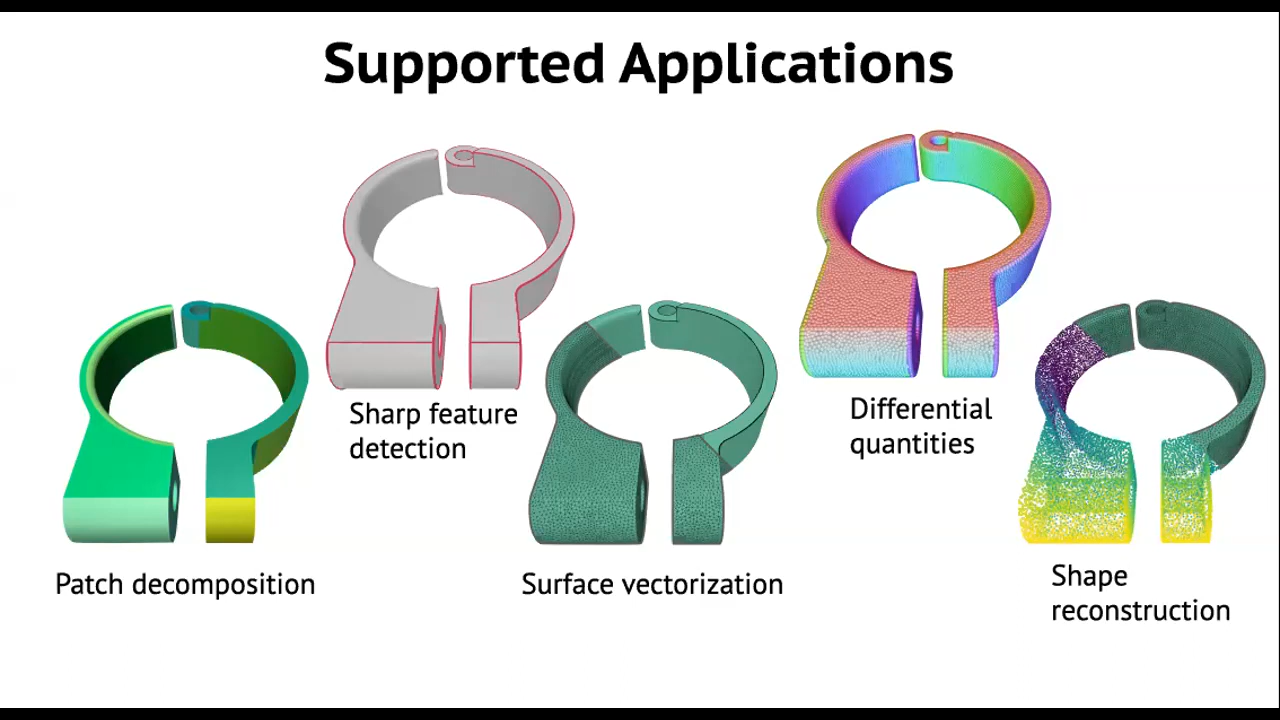 Supported Applications
Sharp feature
detection
Differential
quantities
Patch decomposition
Surface vectorization
Shape
reconstruction